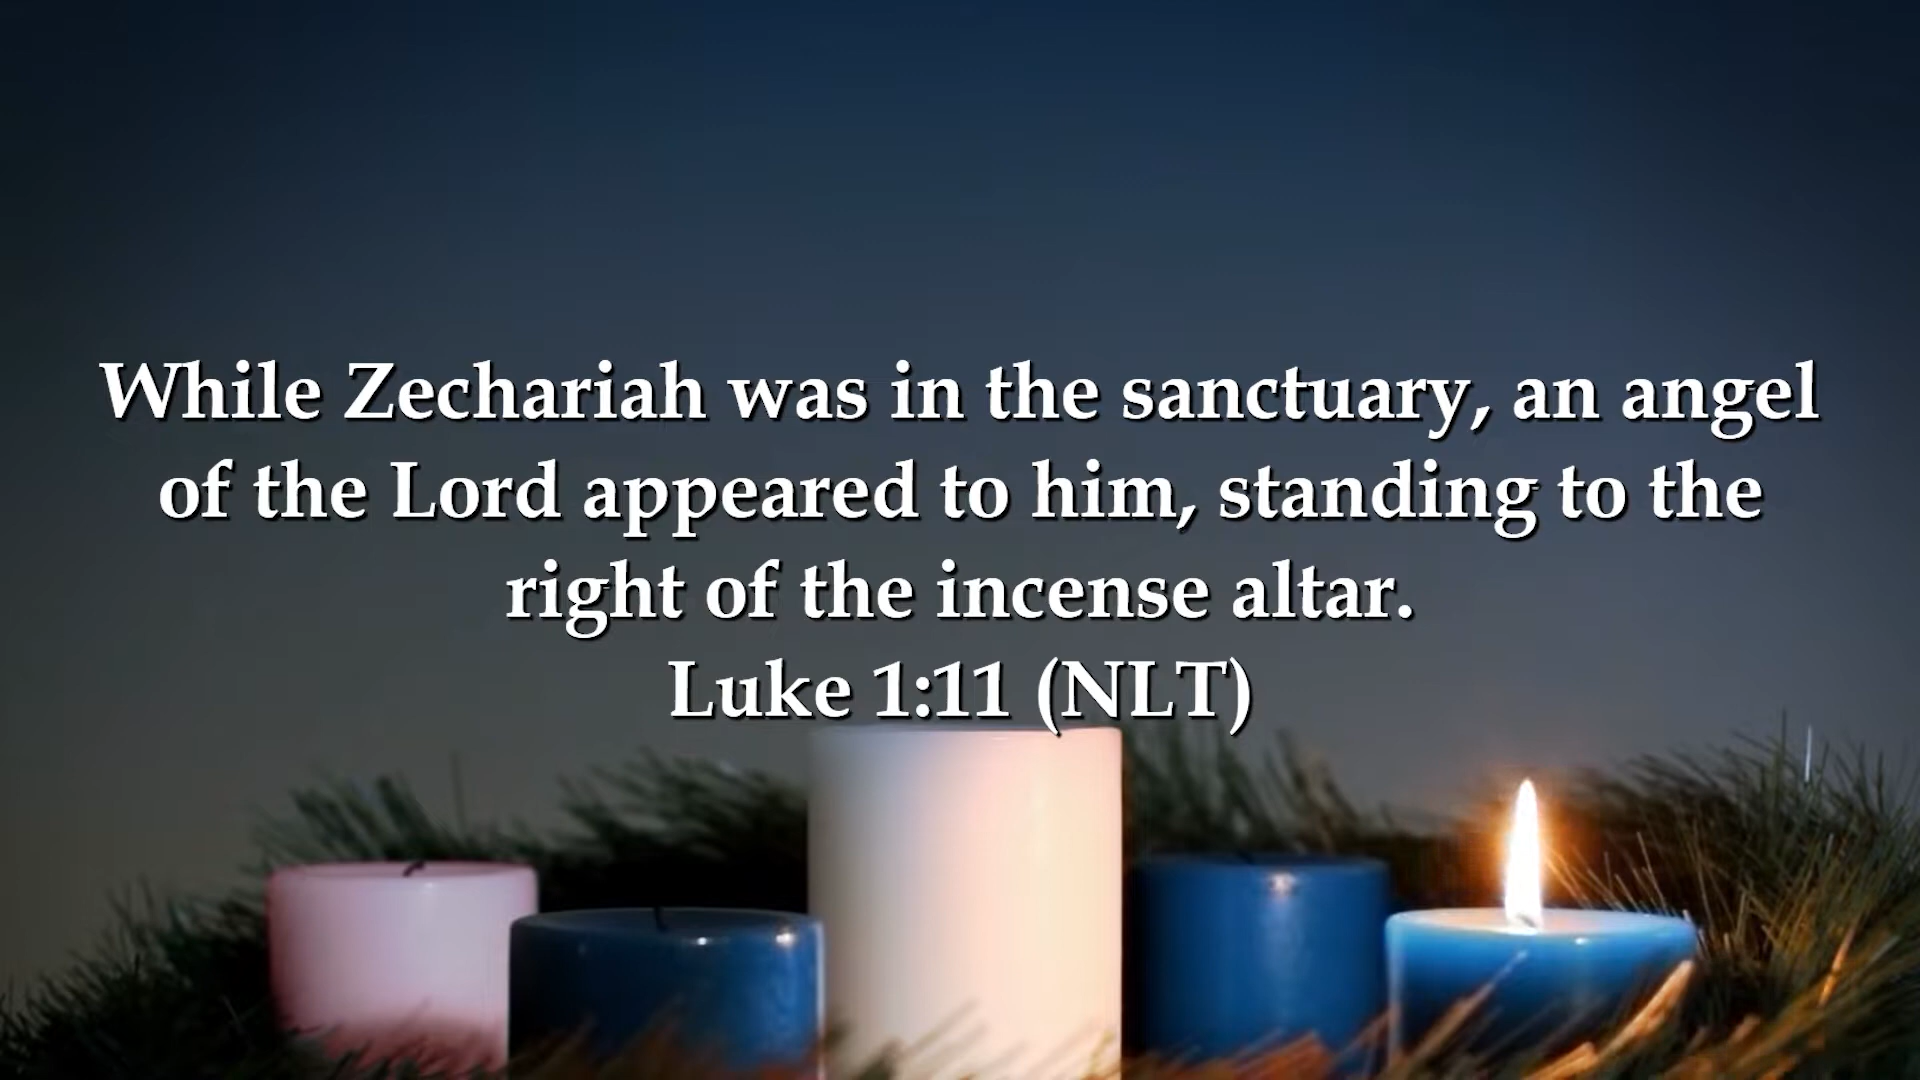 While Zechariah was in the sanctuary, an angel
of the Lord appeared to him, standing to the
right of the incense altar.
Luke 1:11 (NLT)